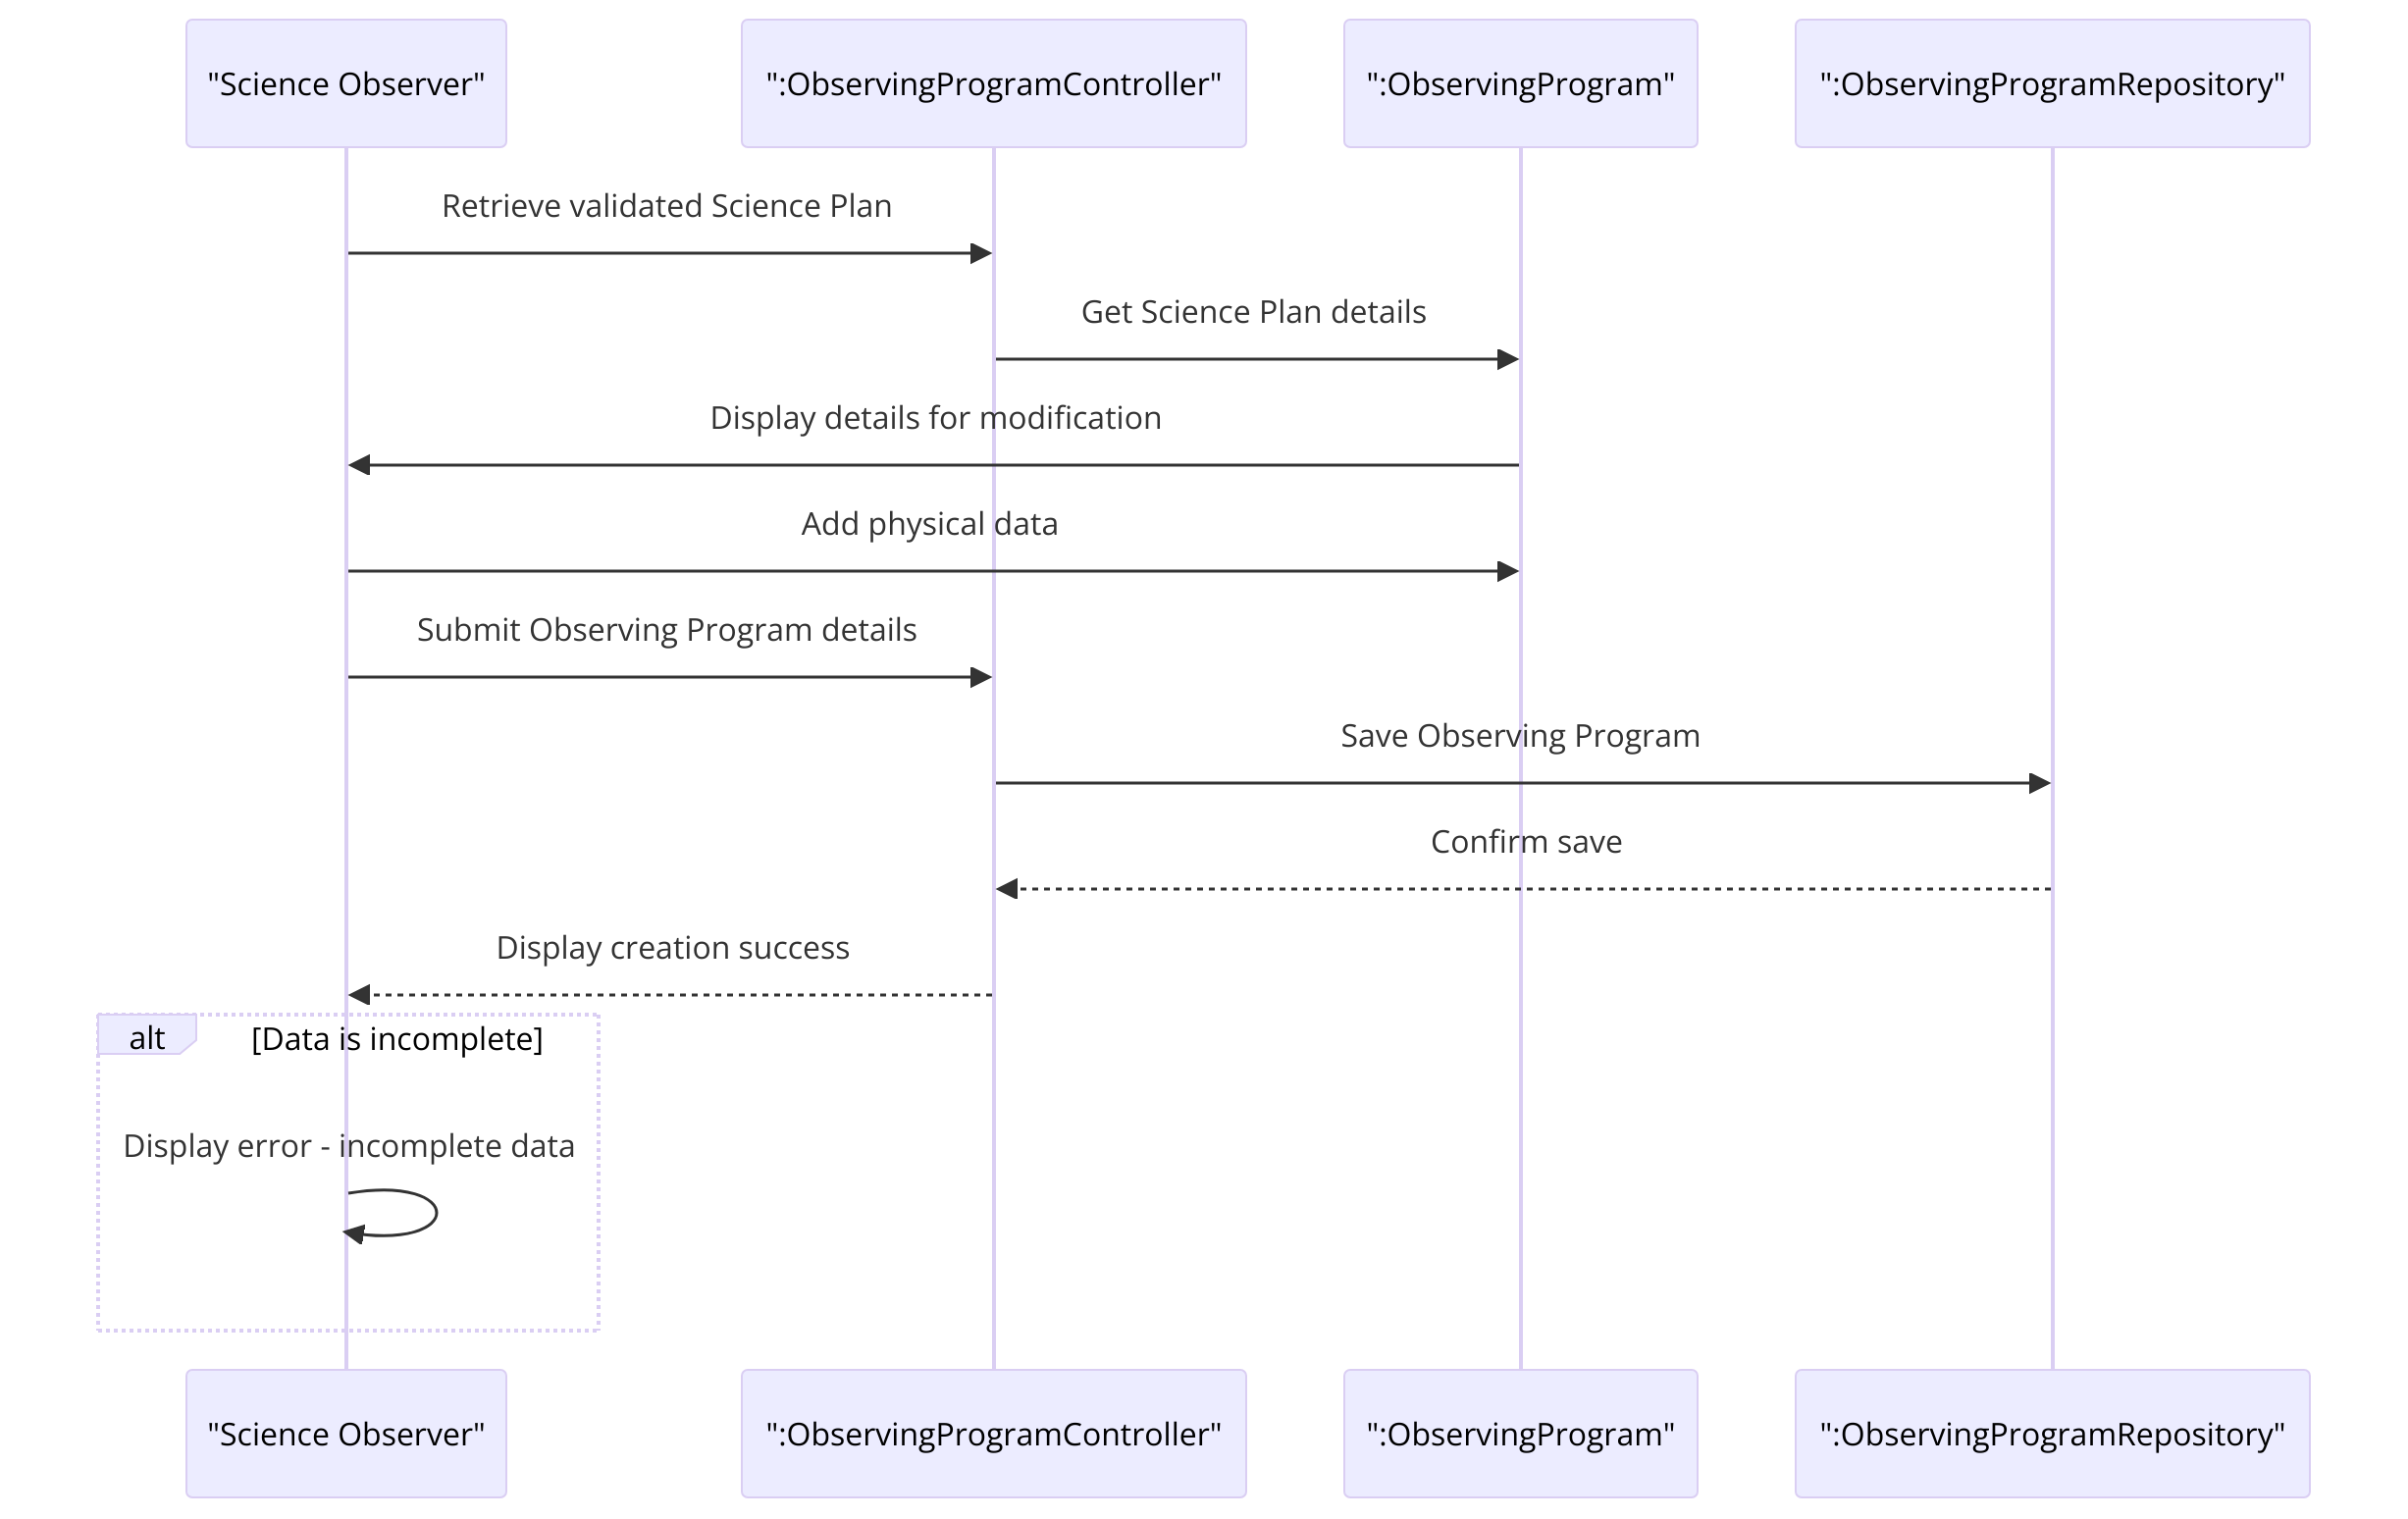 "Science Observer"
":ObservingProgramController"
":ObservingProgram"
":ObservingProgramRepository"
Retrieve validated Science Plan
Get Science Plan details
Display details for modification
Add physical data
Submit Observing Program details
Save Observing Program
Confirm save
Display creation success
alt
[Data is incomplete]
Display error - incomplete data
"Science Observer"
":ObservingProgramController"
":ObservingProgram"
":ObservingProgramRepository"